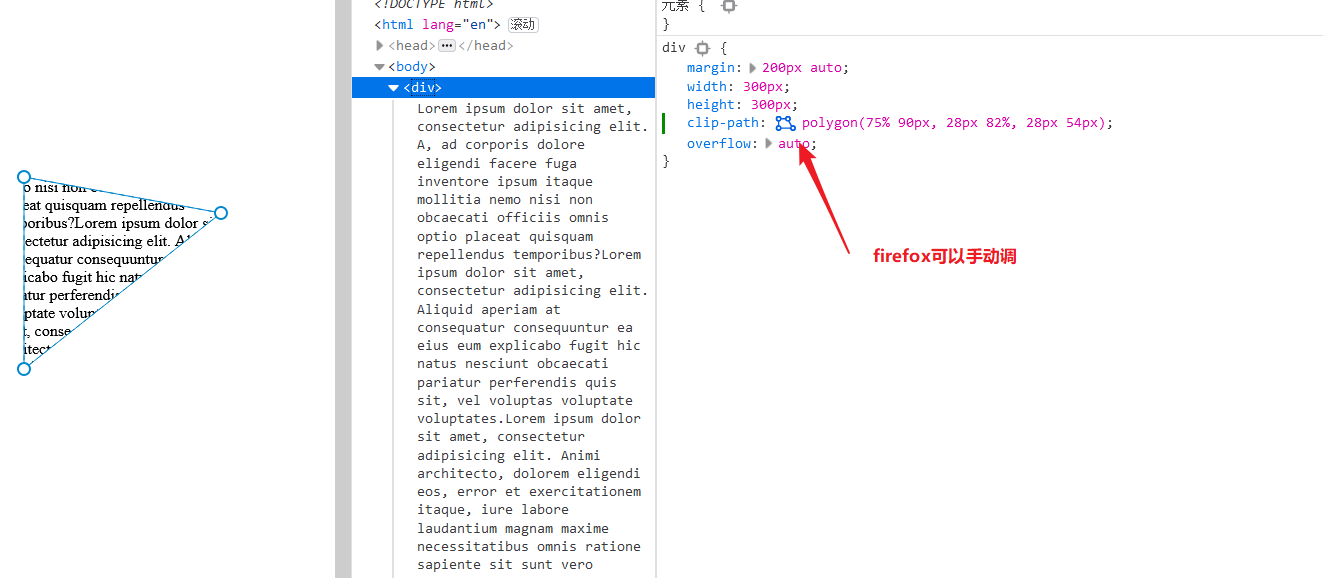 o nisi non
eat quisquam repellendus
poribus?Lorem ipsum dolor s
ectetur adipisicing elit. Al
equatur consequuntur
icabo fugit hic nat
atur perferendis
ptate volup
t, conse
itect
<!DOCTYPE html>
<html lang="en"> 滚动
<head>•••</head>
<body>
<div>
Lorem ipsum dolor sit amet,
consectetur adipisicing elit.
A, ad corporis dolore
eligendi facere fuga
inventore ipsum itaque
mollitia nemo nisi non
obcaecati officiis omnis
optio placeat quisquam
repellendus temporibus?Lorem
ipsum dolor sit amet,
consectetur adipisicing elit.
Aliquid aperiam at
consequatur consequuntur ea
eius eum explicabo fugit hic
natus nesciunt obcaecati
pariatur perferendis quis
sit, vel voluptas voluptate
voluptates.Lorem ipsum dolor
sit amet, consectetur
adipisicing elit. Animi
architecto, dolorem eligendi
eos, error et exercitationem
itaque, iure labore
laudantium magnam maxime
necessitatibus omnis ratione
sapiente sit sunt vero
元素 {
}
div {
margin: 200px auto;
width: 300px;
height: 300px;
clip-path: polygon(75% 90px, 28px 82%, 28px 54px);
overflow: auto;
}
firefox可以手动调